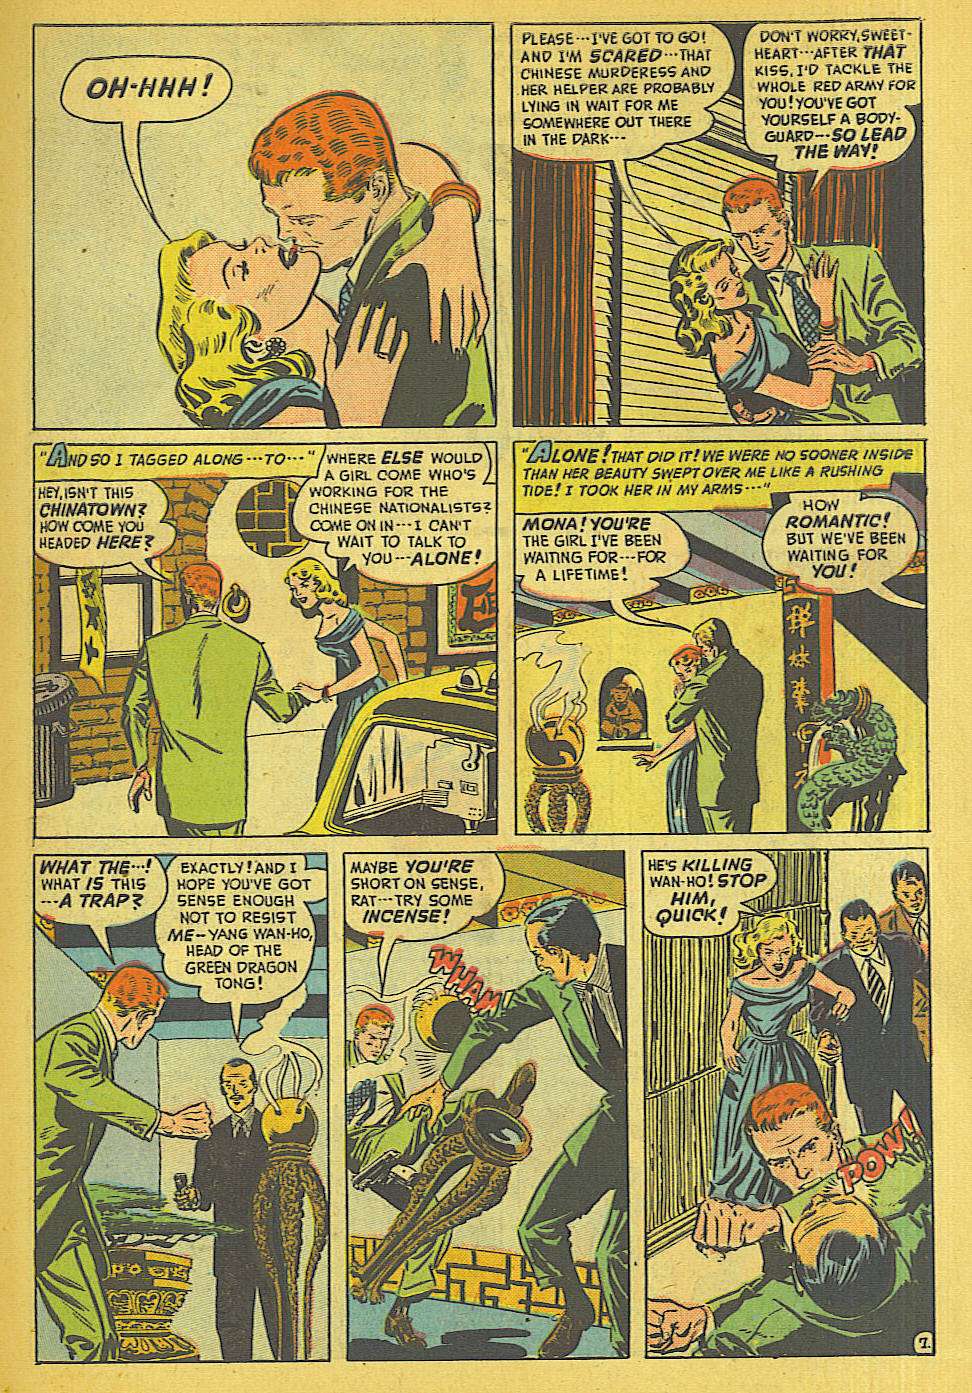 OH-HHH!
PLEASE---I'VE GOT TO GO!
AND I'M SCARED---THAT
CHINESE MURDERESS AND
HER HELPER ARE PROBABLY
LYING IN WAIT FOR ME
SOMEWHERE OUT THERE
IN THE DARK---
DON'T WORRY, SWEET-
HEART---AFTER THAT
KISS, I'D TACKLE THE
WHOLE RED ARMY FOR
YOU! YOU'VE GOT
YOURSELF A BODY-
GUARD---SO LEAD
THE WAY!
"AND SO I TAGGED ALONG---TO---"
HEY, ISN'T THIS
CHINATOWN?
HOW COME YOU
HEADED HERE?
WHERE ELSE WOULD
A GIRL COME WHO'S
WORKING FOR THE
CHINESE NATIONALISTS?
COME ON IN---I CAN'T
WAIT TO TALK TO
YOU---ALONE!
"ALONE! THAT DID IT! WE WERE NO SOONER INSIDE
THAN HER BEAUTY SWEPT OVER ME LIKE A RUSHING
TIDE! I TOOK HER IN MY ARMS---"
MONA! YOU'RE
THE GIRL I'VE BEEN
WAITING FOR---FOR
A LIFETIME!
HOW
ROMANTIC!
BUT WE'VE BEEN
WAITING FOR
YOU!
WHAT THE---!
WHAT IS THIS
---A TRAP?
EXACTLY! AND I
HOPE YOU'VE GOT
SENSE ENOUGH
NOT TO RESIST
ME--YANG WAN-HO,
HEAD OF THE
GREEN DRAGON
TONG!
MAYBE YOU'RE
SHORT ON SENSE,
RAT---TRY SOME
INCENSE!
WHAM!
HE'S KILLING
WAN-HO! STOP
HIM,
QUICK!
POW!
7.